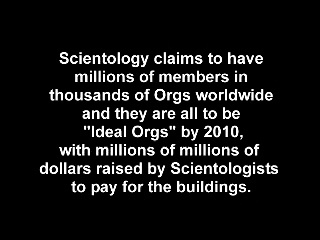 Scientology claims to have
millions of members in
thousands of Orgs worldwide
and they are all to be
"Ideal Orgs" by 2010,
with millions of millions of
dollars raised by Scientologists
to pay for the buildings.